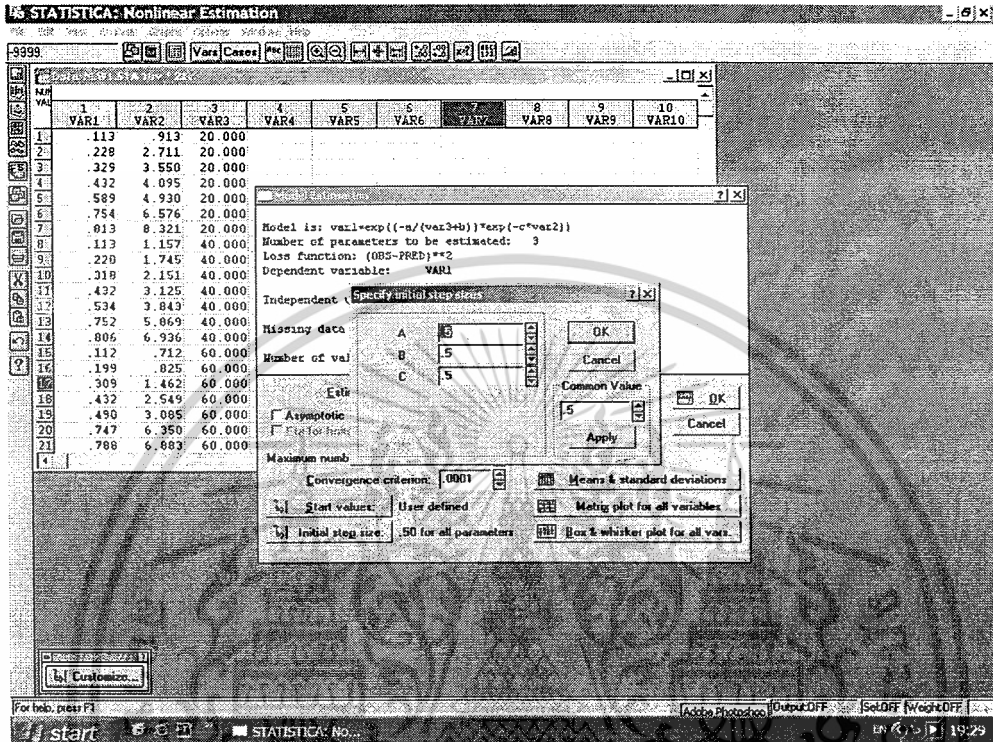 STATISTICA: Nonlinear Estimation
-9999.
Vars Cases
NUM
VAL
1 2 3 4 5 6 7 8 9 10
VAR1 VAR2 VAR3 VAR4 VAR5 VAR6 VAR7 VAR8 VAR9 VAR10
1 .113 .913 20.000
2 .228 2.711 20.000
3 .329 3.550 20.000
4 .432 4.095 20.000
5 .589 4.930 20.000
6 .754 6.576 20.000
7 .813 8.321 20.000
8 .113 1.157 40.000
9 .220 1.745 40.000
10 .318 2.151 40.000
11 .432 3.125 40.000
12 .534 3.843 40.000
13 .752 5.869 40.000
14 .806 6.936 40.000
15 .112 .712 60.000
16 .199 .825 60.000
17 .309 1.462 60.000
18 .432 2.549 60.000
19 .490 3.085 60.000
20 .747 6.350 60.000
21 .788 6.883 60.000
Model Estimation
Model is: var1=exp((-a/(var3+b))*exp(-c*var2))
Number of parameters to be estimated: 3
Loss function: (OBS-PRED)**2
Dependent variable: VAR1
Independent
Missing data
Number of val
Asymptotic
Maximum numb
Convergence criterion: .0001
Start values: User defined
Initial step size: .50 for all parameters
OK
Cancel
Means & standard deviations
Matrix plot for all variables
Box & whisker plot for all vars.
Specify initial step sizes
A
B .5
C .5
OK
Cancel
Common Value
.5
Apply
Customize...
For help, press F1
Adobe Photoshop
Output:OFF
Sel:OFF
Weight:OFF
start
STATISTICA: No...
EN
19:29